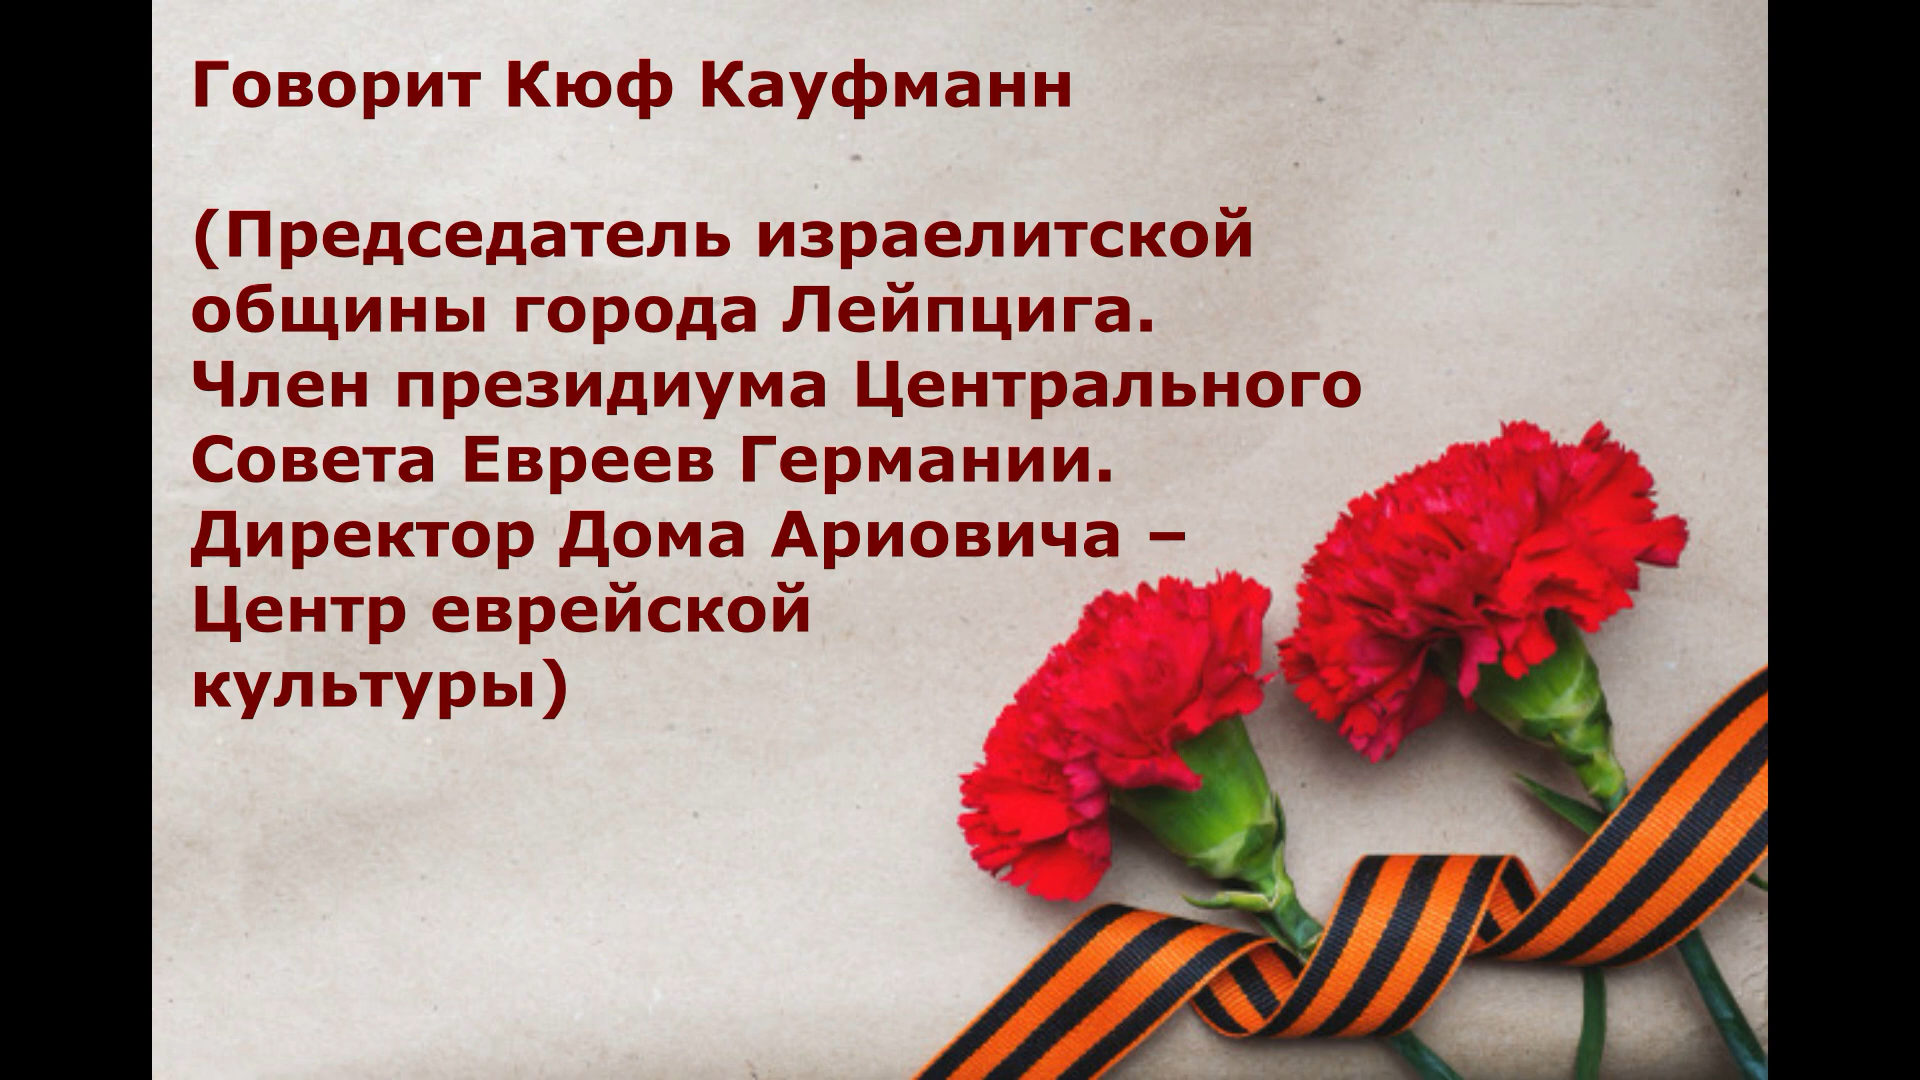 Говорит Кюф Кауфманн
(Председатель израелитской
общины города Лейпцига.
Член президиума Центрального
Совета Евреев Германии.
Директор Дома Ариовича –
Центр еврейской
культуры)